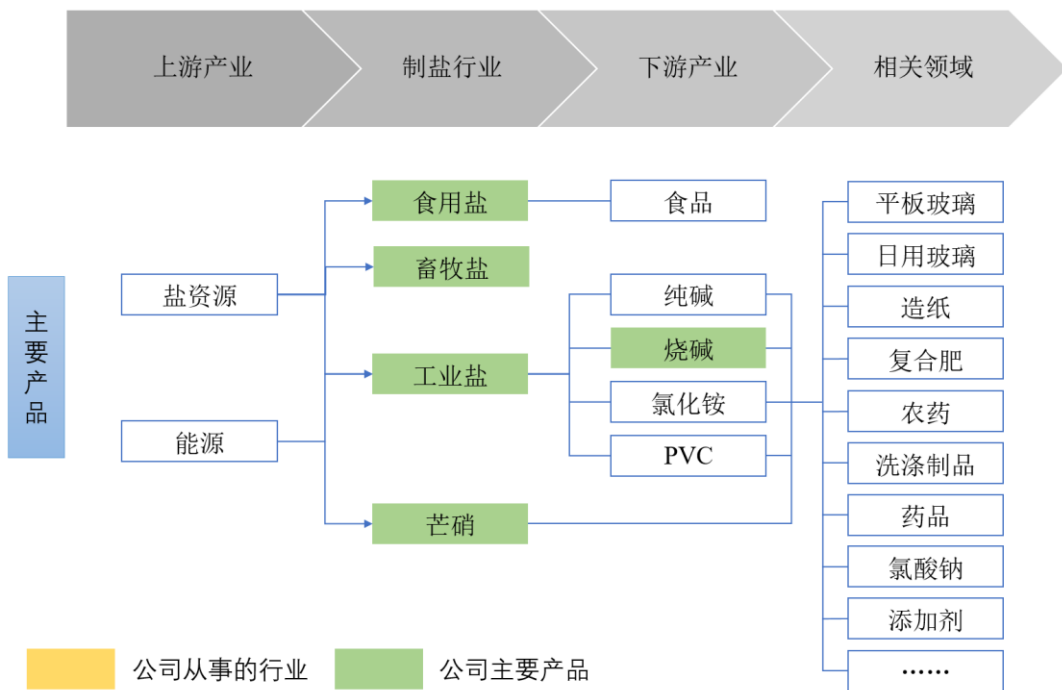 上游产业
制盐行业
下游产业
相关领域
主要产品
盐资源
能源
食用盐
畜牧盐
工业盐
芒硝
食品
纯碱
烧碱
氯化铵
PVC
平板玻璃
日用玻璃
造纸
复合肥
农药
洗涤制品
药品
氯酸钠
添加剂
……
公司从事的行业
公司主要产品